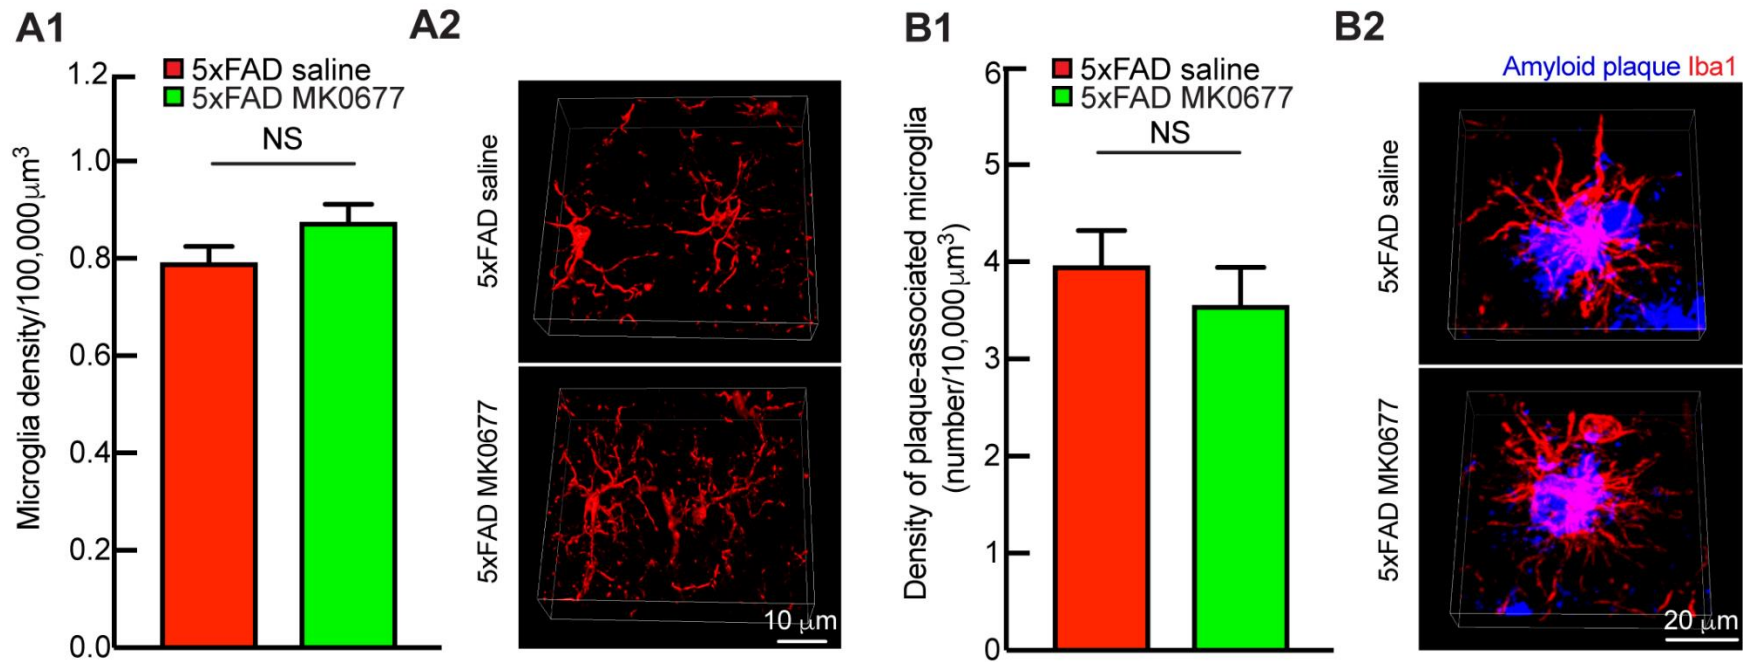 A1
5xFAD saline
5xFAD MK0677
Microglia density/100,000μm³
1.2
1.0
0.8
0.6
0.4
0.2
0.0
NS
A2
5xFAD saline
5xFAD MK0677
10 μm
B1
5xFAD saline
5xFAD MK0677
Density of plaque-associated microglia
(number/10,000μm³)
6
5
4
3
2
1
0
NS
B2
Amyloid plaque Iba1
5xFAD saline
5xFAD MK0677
20 μm